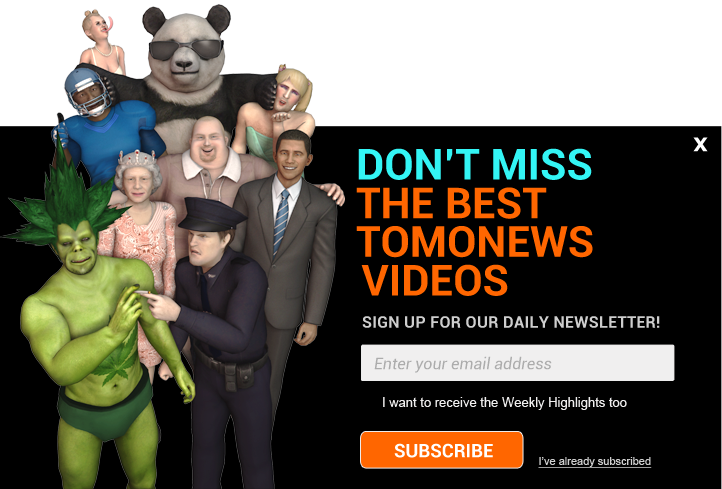 X
DON'T MISS
THE BEST
TOMONEWS
VIDEOS
SIGN UP FOR OUR DAILY NEWSLETTER!
Enter your email address
I want to receive the Weekly Highlights too
SUBSCRIBE
I've already subscribed